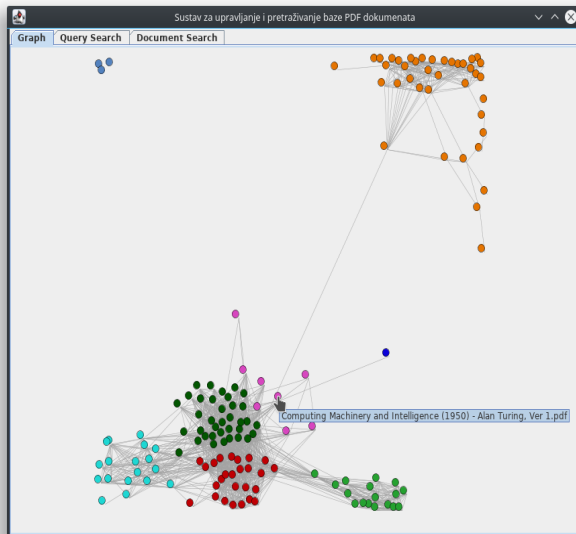 Sustav za upravljanje i pretraživanje baze PDF dokumenata
Graph Query Search Document Search
Computing Machinery and Intelligence (1950) - Alan Turing, Ver 1.pdf